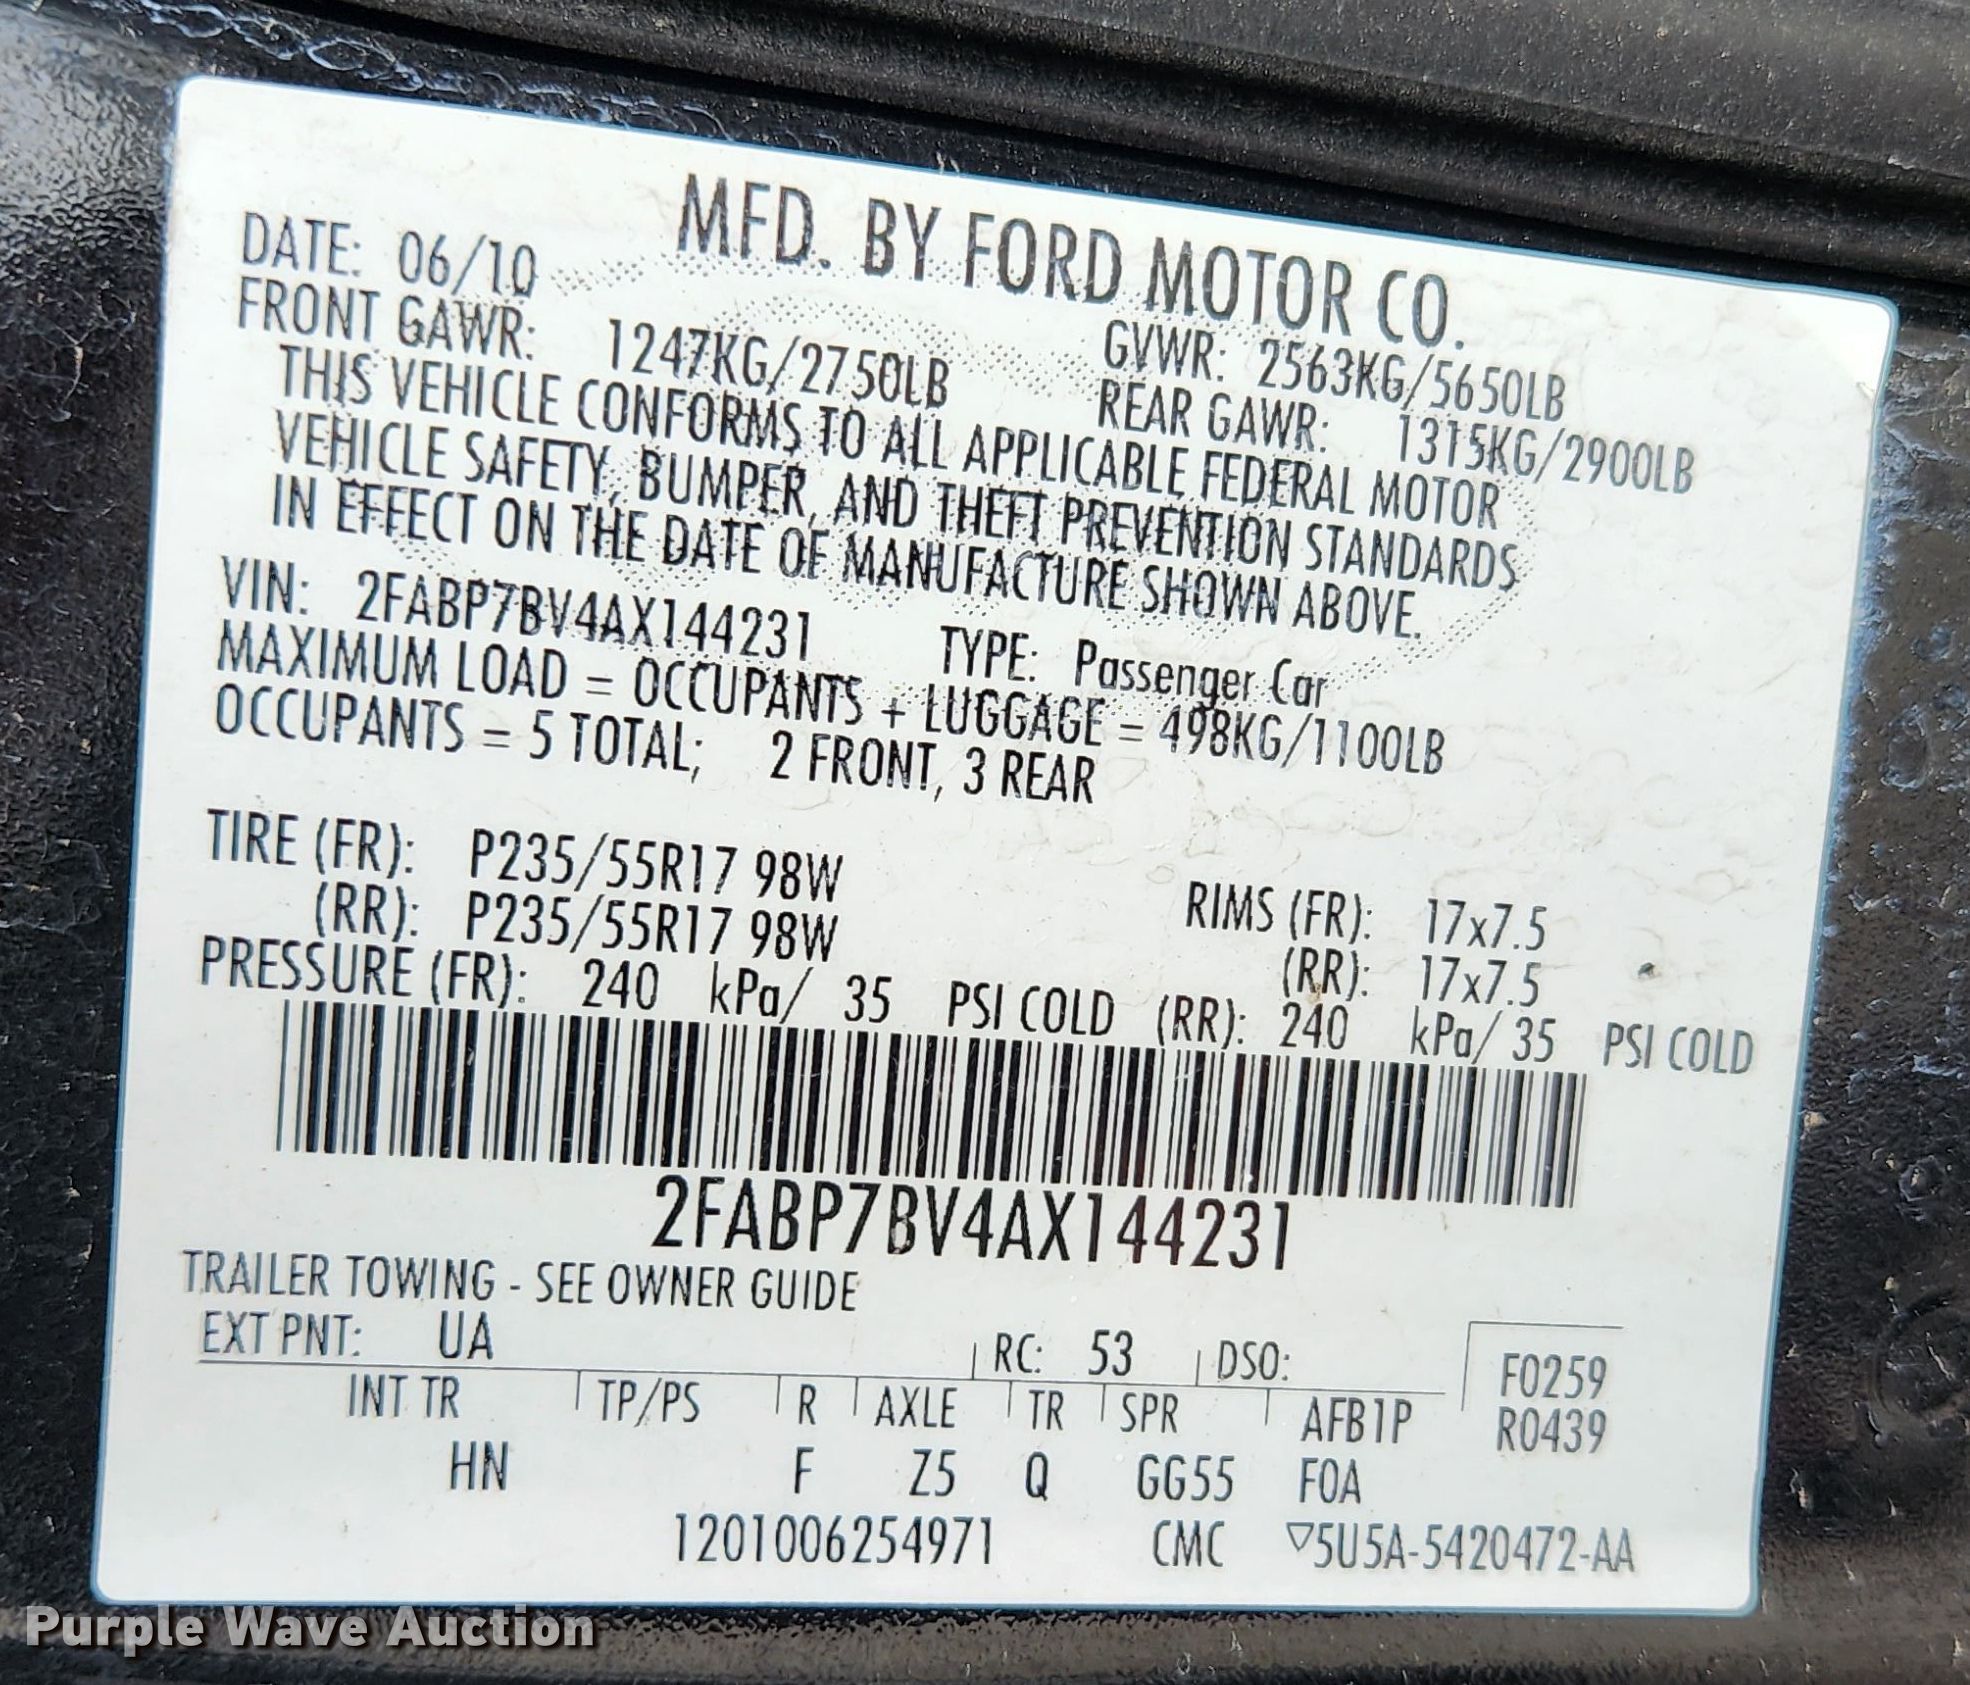 MFD. BY FORD MOTOR CO.
DATE: 06/10 GVWR: 2563KG/5650LB
FRONT GAWR: 1247KG/2750LB REAR GAWR: 1315KG/2900LB
THIS VEHICLE CONFORMS TO ALL APPLICABLE FEDERAL MOTOR
VEHICLE SAFETY, BUMPER, AND THEFT PREVENTION STANDARDS
IN EFFECT ON THE DATE OF MANUFACTURE SHOWN ABOVE.
VIN: 2FABP7BV4AX144231 TYPE: Passenger Car
MAXIMUM LOAD = OCCUPANTS + LUGGAGE = 498KG/1100LB
OCCUPANTS = 5 TOTAL; 2 FRONT, 3 REAR
TIRE (FR): P235/55R17 98W RIMS (FR): 17x7.5
(RR): P235/55R17 98W (RR): 17x7.5
PRESSURE (FR): 240 kPa/ 35 PSI COLD (RR): 240 kPa/ 35 PSI COLD
2FABP7BV4AX144231
TRAILER TOWING - SEE OWNER GUIDE
EXT PNT: UA RC: 53 DSO: F0259
INT TR TP/PS R AXLE TR SPR AFB1P R0439
HN F Z5 Q GG55 FOA
1201006254971 CMC ▽5U5A-5420472-AA
Purple Wave Auction